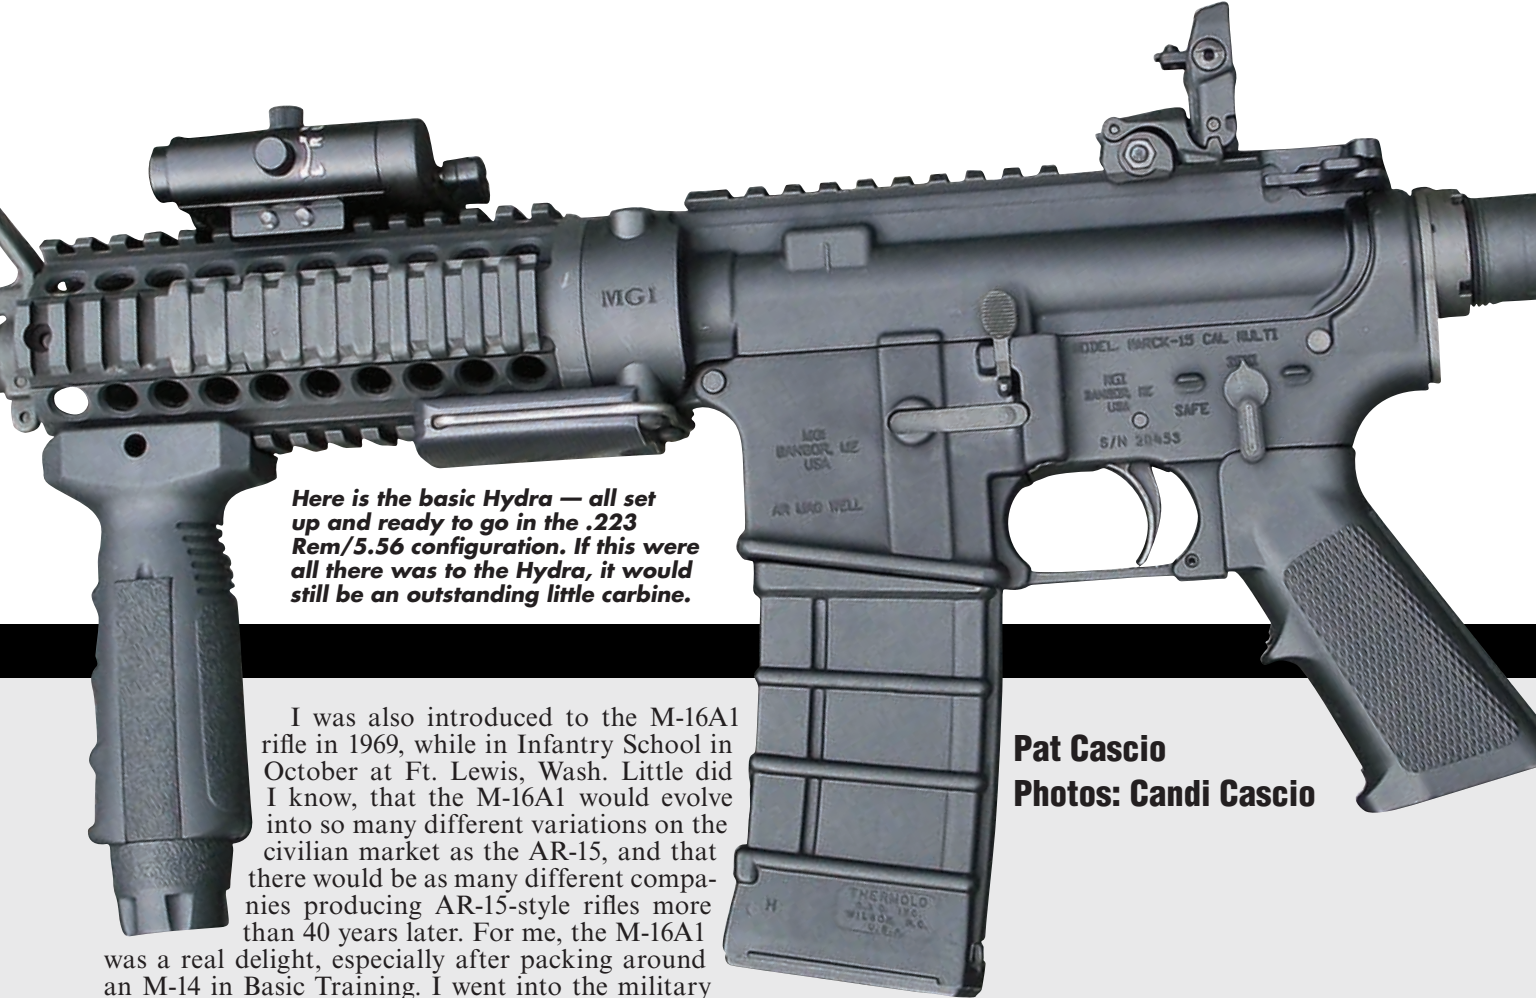 MGI
MODEL MARCK-15 CAL MULTI
SEMI
MGI
BANGOR, ME
USA
SAFE
S/N 20453
MGI
BANGOR, ME
USA
AR MAG WELL
Here is the basic Hydra — all set
up and ready to go in the .223
Rem/5.56 configuration. If this were
all there was to the Hydra, it would
still be an outstanding little carbine.
I was also introduced to the M-16A1
rifle in 1969, while in Infantry School in
October at Ft. Lewis, Wash. Little did
I know, that the M-16A1 would evolve
into so many different variations on the
civilian market as the AR-15, and that
there would be as many different compa-
nies producing AR-15-style rifles more
than 40 years later. For me, the M-16A1
was a real delight, especially after packing around
an M-14 in Basic Training. I went into the military
Pat Cascio
Photos: Candi Cascio
H
THERMOLD
WILSON, N.C.
U.S.A.